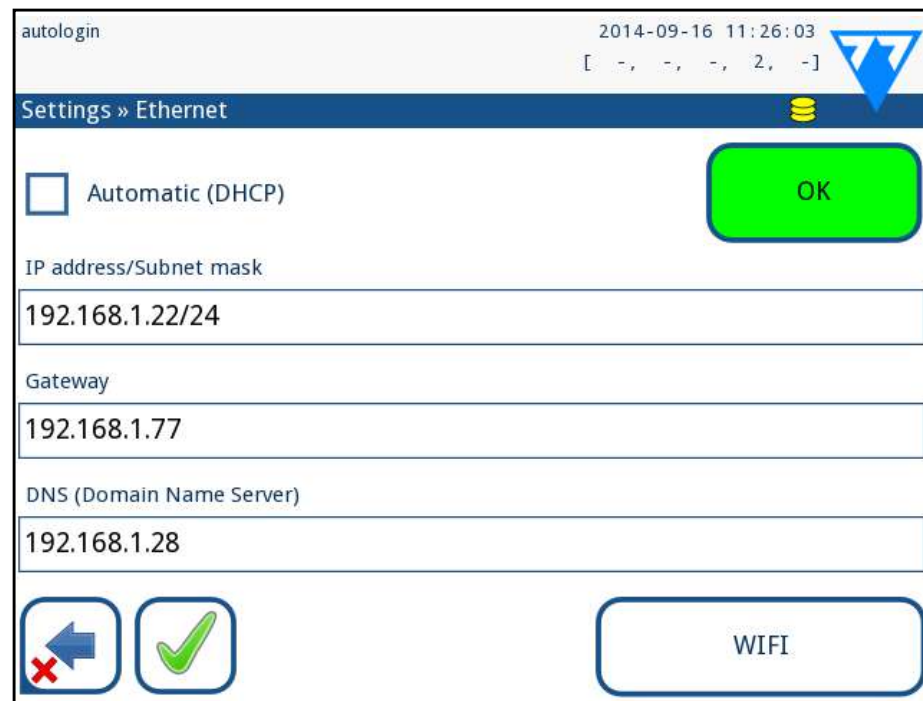 autologin
2014-09-16 11:26:03
[ -, -, -, 2, -]
Settings » Ethernet
Automatic (DHCP)
OK
IP address/Subnet mask
192.168.1.22/24
Gateway
192.168.1.77
DNS (Domain Name Server)
192.168.1.28
WIFI